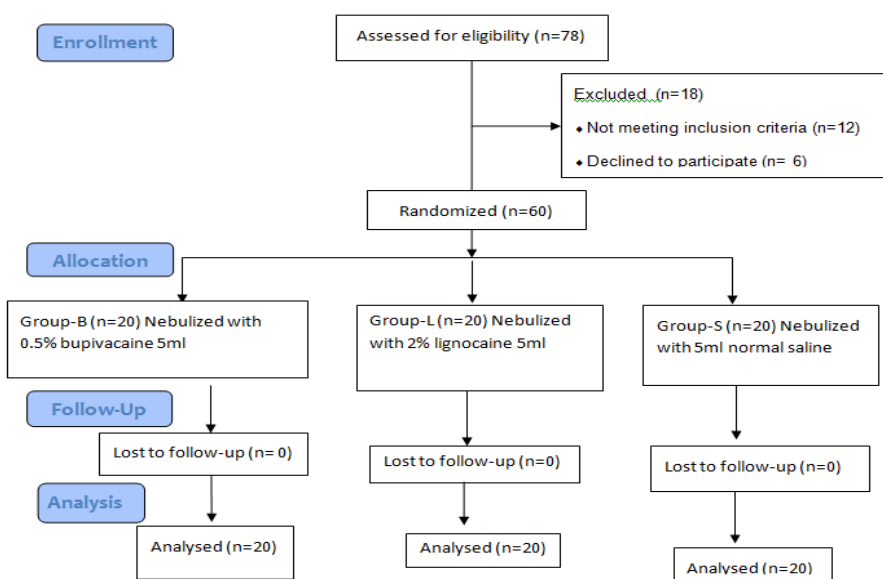 Enrollment
Assessed for eligibility (n=78)
Excluded (n=18)
◆ Not meeting inclusion criteria (n=12)
◆ Declined to participate (n= 6)
Randomized (n=60)
Allocation
Group-B (n=20) Nebulized with
0.5% bupivacaine 5ml
Group-L (n=20) Nebulized
with 2% lignocaine 5ml
Group-S (n=20) Nebulized
with 5ml normal saline
Follow-Up
Lost to follow-up (n= 0)
Lost to follow-up (n=0)
Lost to follow-up (n=0)
Analysis
Analysed (n=20)
Analysed (n=20)
Analysed (n=20)